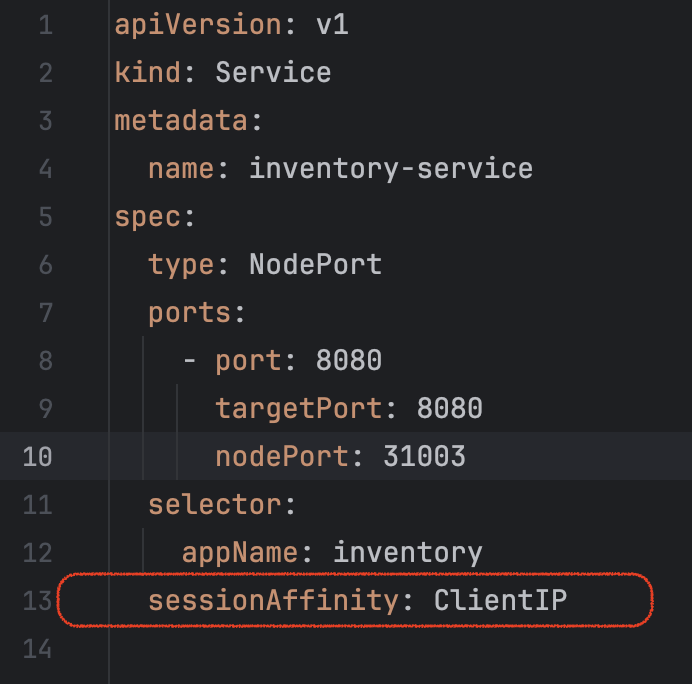 1 apiVersion: v1
2 kind: Service
3 metadata:
4   name: inventory-service
5 spec:
6   type: NodePort
7   ports:
8     - port: 8080
9       targetPort: 8080
10       nodePort: 31003
11   selector:
12     appName: inventory
13   sessionAffinity: ClientIP
14